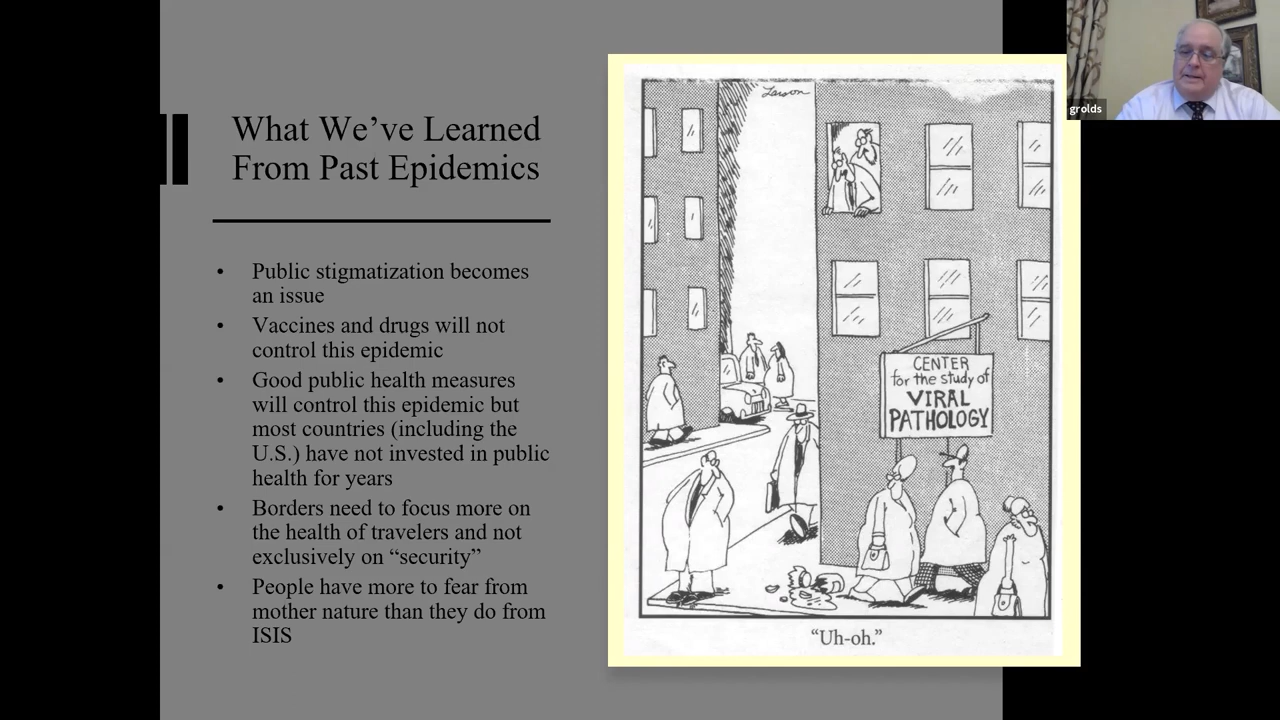 What We’ve Learned
From Past Epidemics
• Public stigmatization becomes
an issue
• Vaccines and drugs will not
control this epidemic
• Good public health measures
will control this epidemic but
most countries (including the
U.S.) have not invested in public
health for years
• Borders need to focus more on
the health of travelers and not
exclusively on “security”
• People have more to fear from
mother nature than they do from
ISIS
Larson
CENTER
for the study of
VIRAL
PATHOLOGY
“Uh-oh.”
grolds